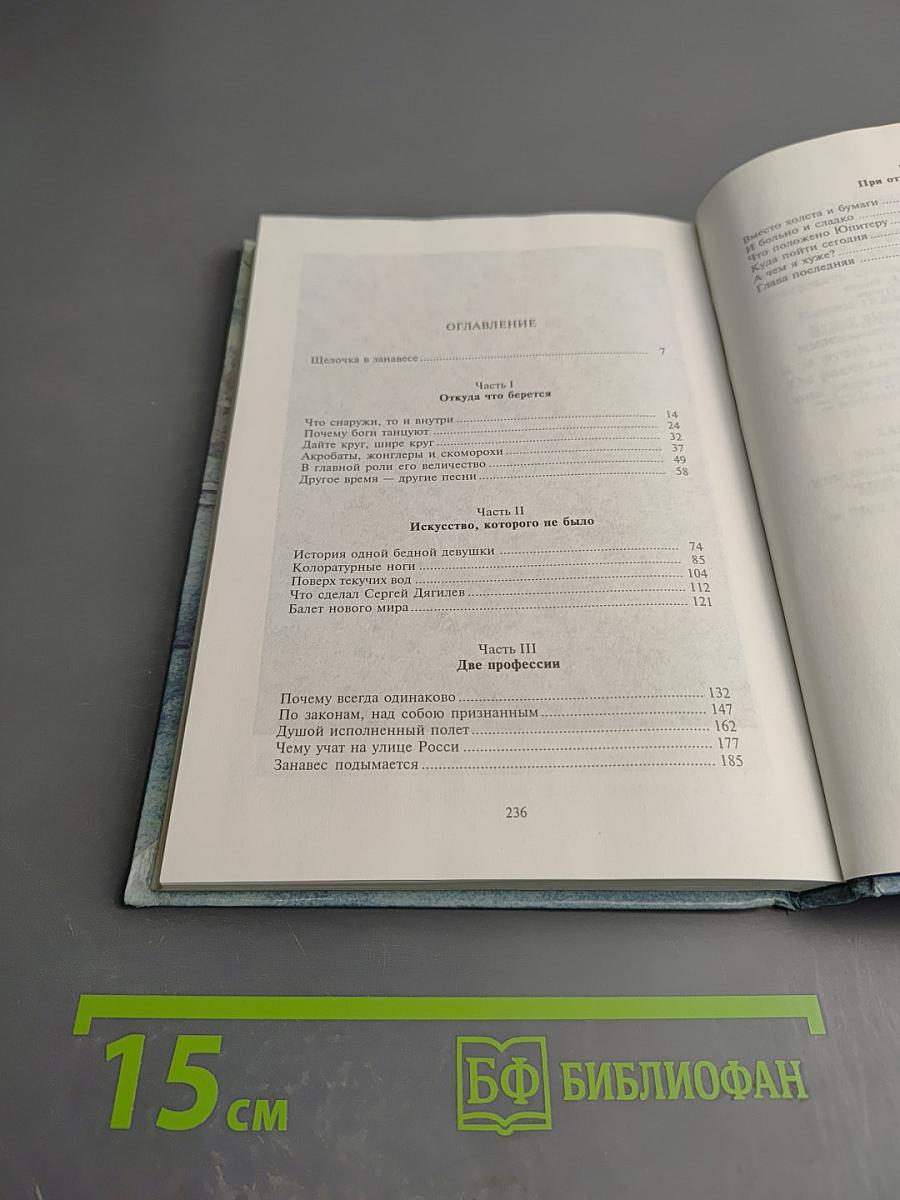 ОГЛАВЛЕНИЕ
Щелочка в занавесе ........ 7
Часть I
Откуда что берется
Что снаружи, то и внутри ........ 14
Почему боги танцуют ........ 24
Дайте круг, шире круг ........ 32
Акробаты, жонглеры и скоморохи ........ 37
В главной роли его величество ........ 49
Другое время — другие песни ........ 58
Часть II
Искусство, которого не было
История одной бедной девушки ........ 74
Колоратурные ноги ........ 85
Поверх текучих вод ........ 104
Что сделал Сергей Дягилев ........ 112
Балет нового мира ........ 121
Часть III
Две профессии
Почему всегда одинаково ........ 132
По законам, над собою признанным ........ 147
Душой исполненный полет ........ 162
Чему учат на улице Росси ........ 177
Занавес подымается ........ 185
236
При от
Вместо холста и бумаги ........
И больно и сладко ........
Что положено Юпитеру ........
Куда пойти сегодня ........
А чем я хуже? ........
Глава последняя ........
15 см
БФ БИБЛИОФАН